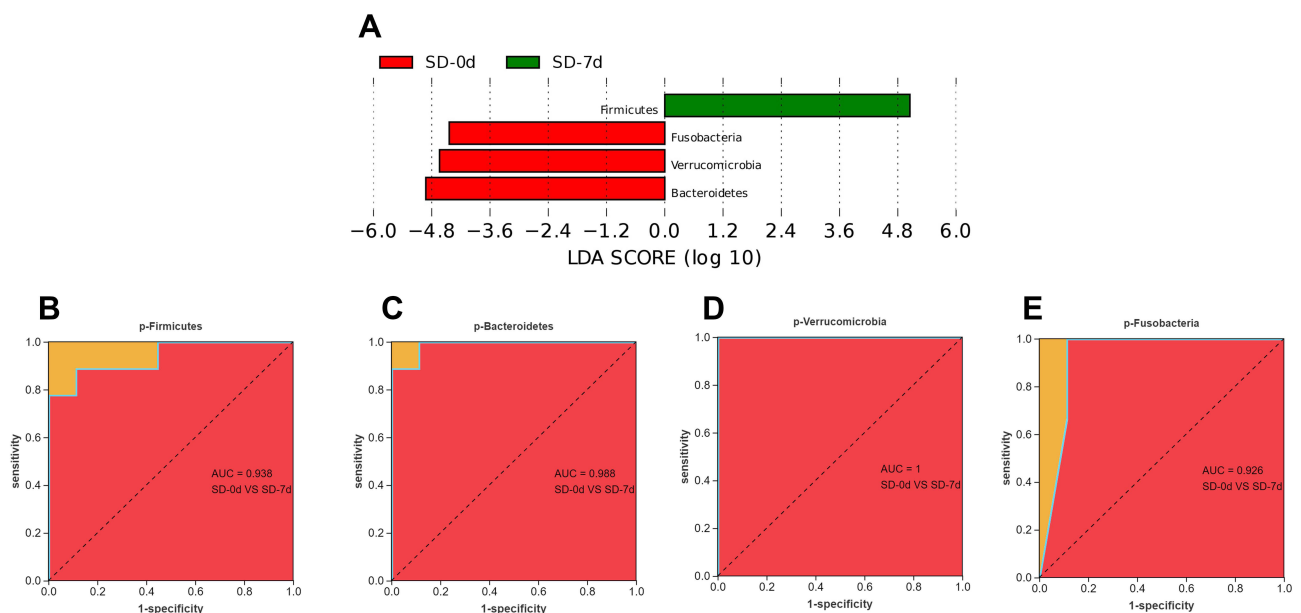 A
SD-0d SD-7d
Firmicutes
Fusobacteria
Verrucomicrobia
Bacteroidetes
−6.0 −4.8 −3.6 −2.4 −1.2 0.0 1.2 2.4 3.6 4.8 6.0
LDA SCORE (log 10)
B
p-Firmicutes
1.0
0.8
0.6
0.4
0.2
0.0
sensitivity
AUC = 0.938
SD-0d VS SD-7d
0.0 0.2 0.4 0.6 0.8 1.0
1-specificity
C
p-Bacteroidetes
1.0
0.8
0.6
0.4
0.2
0.0
sensitivity
AUC = 0.988
SD-0d VS SD-7d
0.0 0.2 0.4 0.6 0.8 1.0
1-specificity
D
p-Verrucomicrobia
1.0
0.8
0.6
0.4
0.2
0.0
sensitivity
AUC = 1
SD-0d VS SD-7d
0.0 0.2 0.4 0.6 0.8 1.0
1-specificity
E
p-Fusobacteria
1.0
0.8
0.6
0.4
0.2
0.0
sensitivity
AUC = 0.926
SD-0d VS SD-7d
0.0 0.2 0.4 0.6 0.8 1.0
1-specificity